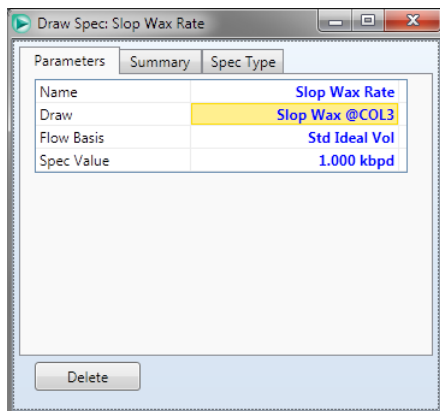 Draw Spec: Slop Wax Rate
Parameters Summary Spec Type
Name Slop Wax Rate
Draw Slop Wax @COL3
Flow Basis Std Ideal Vol
Spec Value 1.000 kbpd
Delete